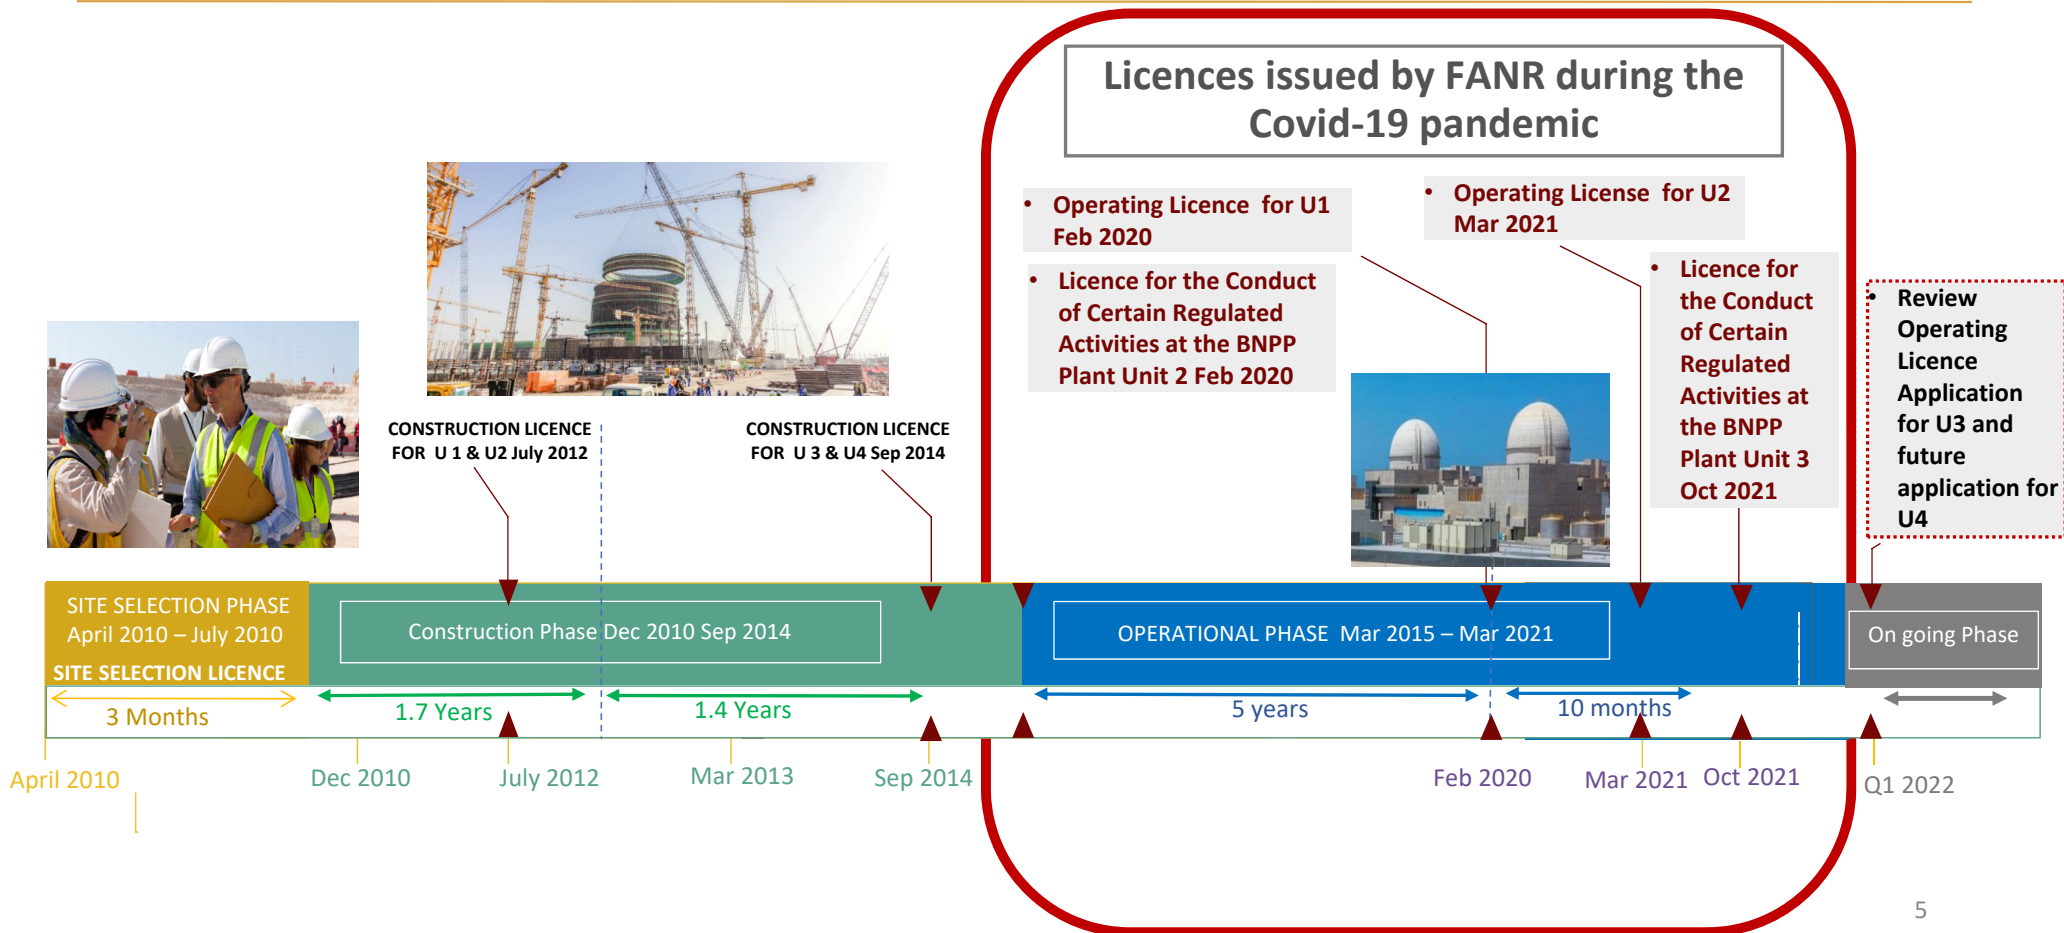 Licences issued by FANR during the
Covid-19 pandemic
• Operating Licence for U1
Feb 2020
• Licence for the Conduct
of Certain Regulated
Activities at the BNPP
Plant Unit 2 Feb 2020
• Operating License for U2
Mar 2021
• Licence for
the Conduct
of Certain
Regulated
Activities at
the BNPP
Plant Unit 3
Oct 2021
• Review
Operating
Licence
Application
for U3 and
future
application for
U4
CONSTRUCTION LICENCE
FOR U 1 & U2 July 2012
CONSTRUCTION LICENCE
FOR U 3 & U4 Sep 2014
SITE SELECTION PHASE
April 2010 – July 2010
SITE SELECTION LICENCE
Construction Phase Dec 2010 Sep 2014
OPERATIONAL PHASE Mar 2015 – Mar 2021
On going Phase
3 Months
1.7 Years
1.4 Years
5 years
10 months
April 2010
Dec 2010
July 2012
Mar 2013
Sep 2014
Feb 2020
Mar 2021
Oct 2021
Q1 2022
5